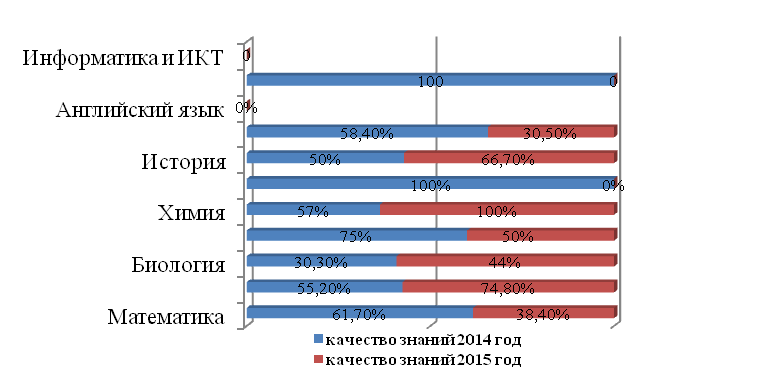 Информатика и ИКТ 0
100 0
Английский язык 0%
58,40% 30,50%
История 50% 66,70%
100% 0%
Химия 57% 100%
75% 50%
Биология 30,30% 44%
55,20% 74,80%
Математика 61,70% 38,40%
качество знаний 2014 год
качество знаний 2015 год